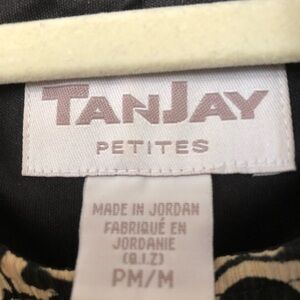 TANJAY
PETITES
MADE IN JORDAN
FABRIQUÉ EN
JORDANIE
(Q.I.Z)
PM/M